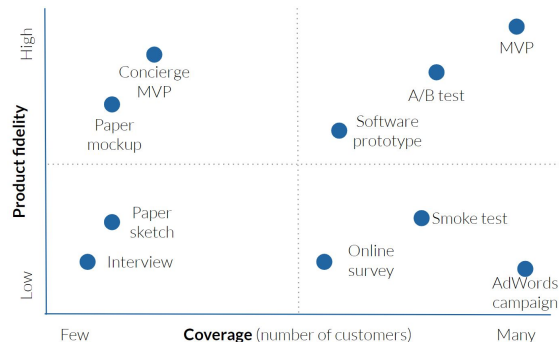 High
MVP
Concierge
MVP
A/B test
Paper
mockup
Software
prototype
Product fidelity
Paper
sketch
Smoke test
Interview
Online
survey
Low
AdWords
campaign
Few
Coverage (number of customers)
Many